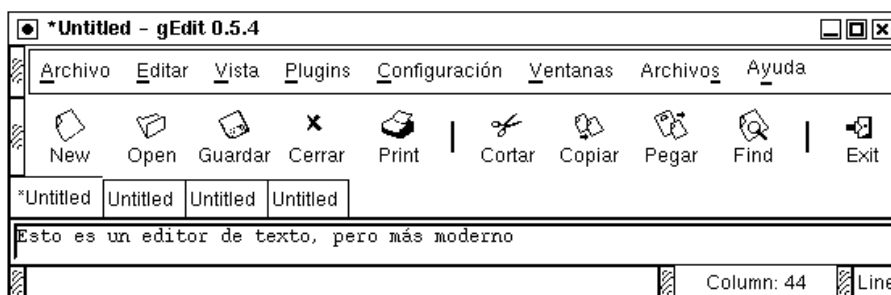 *Untitled - gEdit 0.5.4
Archivo Editar Vista Plugins Configuración Ventanas Archivos Ayuda
New Open Guardar Cerrar Print Cortar Copiar Pegar Find Exit
*Untitled Untitled Untitled Untitled
Esto es un editor de texto, pero más moderno
Column: 44 Line